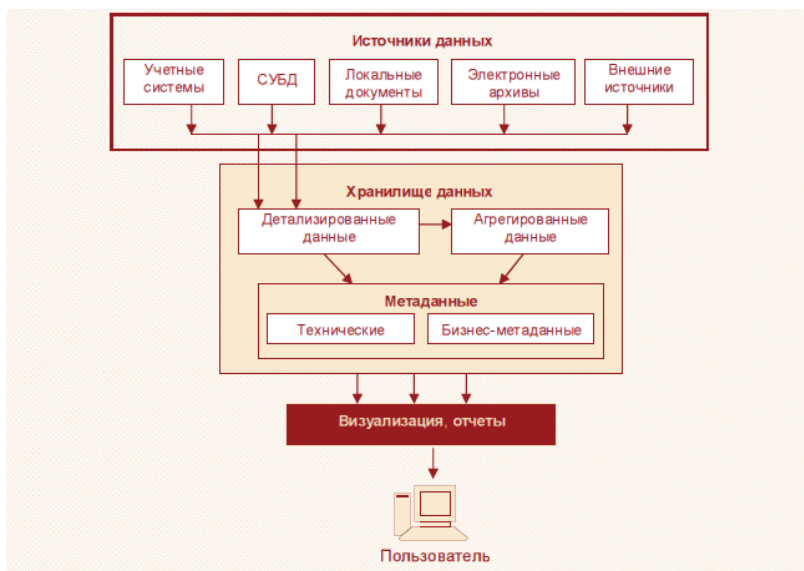 Источники данных
Учетные
системы
СУБД
Локальные
документы
Электронные
архивы
Внешние
источники
Хранилище данных
Детализированные
данные
Агрегированные
данные
Метаданные
Технические
Бизнес-метаданные
Визуализация, отчеты
Пользователь